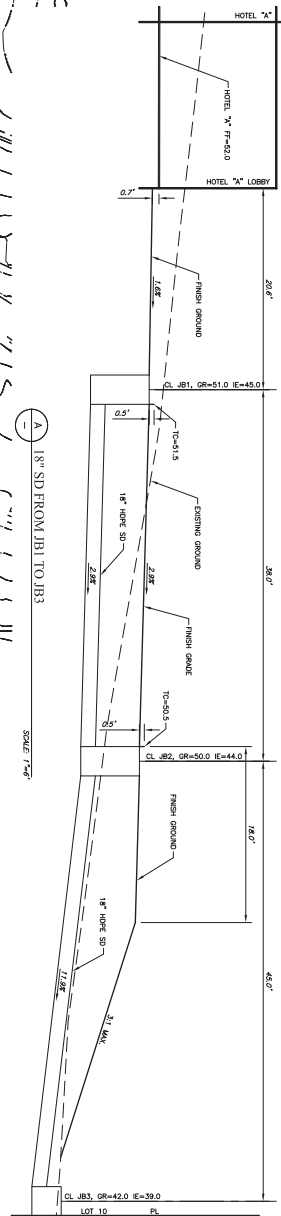 HOTEL "A"
HOTEL "A" FF=52.0
HOTEL "A" LOBBY
0.7'
20.6'
FINISH GROUND
1.6%
CL JB1, GR=51.0 IE=45.0
TC=51.5
0.5'
38.0'
EXISTING GROUND
18" HDPE SD
2.9%
2.9%
FINISH GRADE
TC=50.5
0.5'
CL JB2, GR=50.0 IE=44.0
18.0'
FINISH GROUND
45.0'
18" HDPE SD
11.9%
3:1 MAX.
CL JB3, GR=42.0 IE=39.0
LOT 10 PL
A
–
18" SD FROM JB1 TO JB3
SCALE: 1"=6'